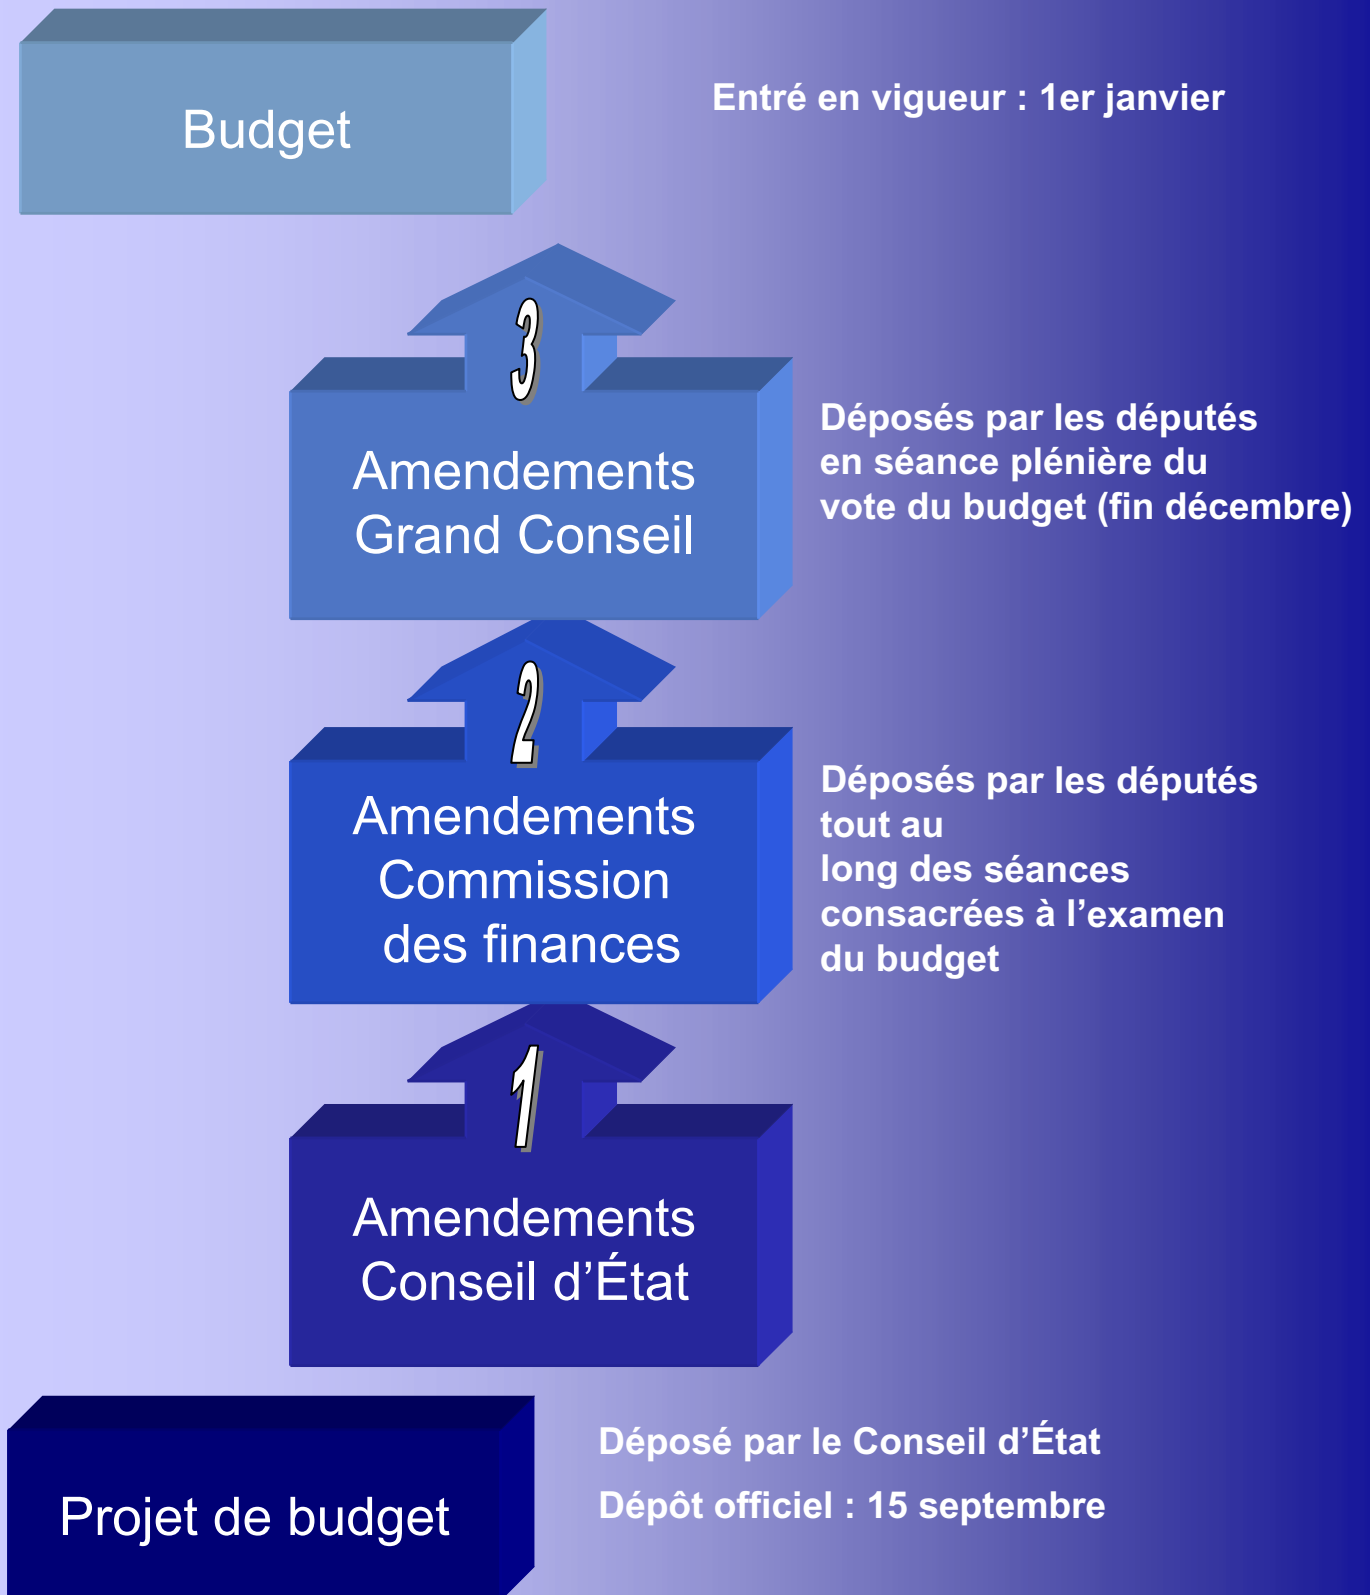 Budget
Entré en vigueur : 1er janvier
3
Amendements
Grand Conseil
Déposés par les députés
en séance plénière du
vote du budget (fin décembre)
2
Amendements
Commission
des finances
Déposés par les députés
tout au
long des séances
consacrées à l’examen
du budget
1
Amendements
Conseil d’État
Projet de budget
Déposé par le Conseil d’État
Dépôt officiel : 15 septembre